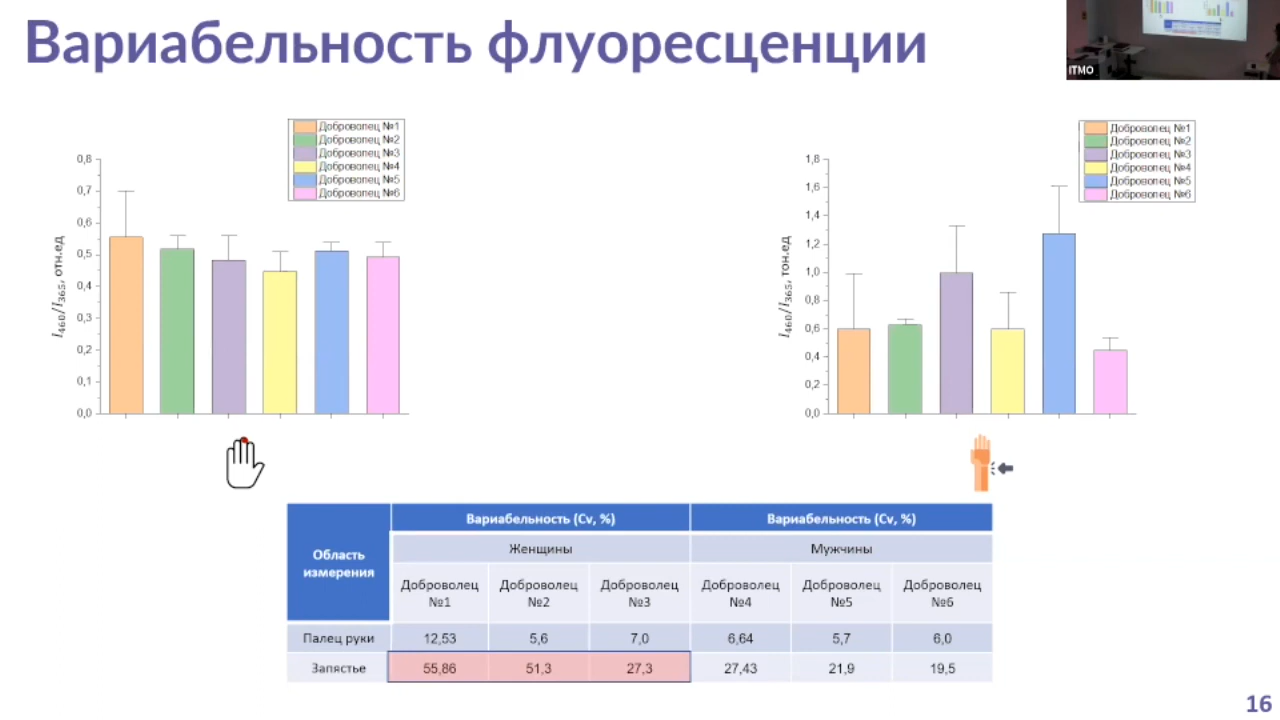 Вариабельность флуоресценции
ITMO
Доброволец №1
Доброволец №2
Доброволец №3
Доброволец №4
Доброволец №5
Доброволец №6
0,8
0,7
0,6
0,5
0,4
0,3
0,2
0,1
0,0
I460/I365, отн.ед
Доброволец №1
Доброволец №2
Доброволец №3
Доброволец №4
Доброволец №5
Доброволец №6
1,8
1,6
1,4
1,2
1,0
0,8
0,6
0,4
0,2
0,0
I460/I365, тон.ед
Область измерения
Вариабельность (Cv, %)
Вариабельность (Cv, %)
Женщины
Мужчины
Доброволец №1
Доброволец №2
Доброволец №3
Доброволец №4
Доброволец №5
Доброволец №6
Палец руки 12,53 5,6 7,0 6,64 5,7 6,0
Запястье 55,86 51,3 27,3 27,43 21,9 19,5
16